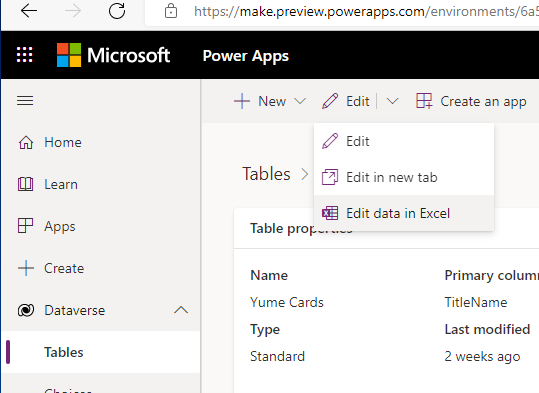 https://make.preview.powerapps.com/environments/6a5
Microsoft Power Apps
New Edit Create an app
Home
Edit
Tables
Learn
Edit in new tab
Apps
Edit data in Excel
Table properties
Create
Name Primary column
Dataverse
Yume Cards TitleName
Type Last modified
Tables
Standard 2 weeks ago
Choices